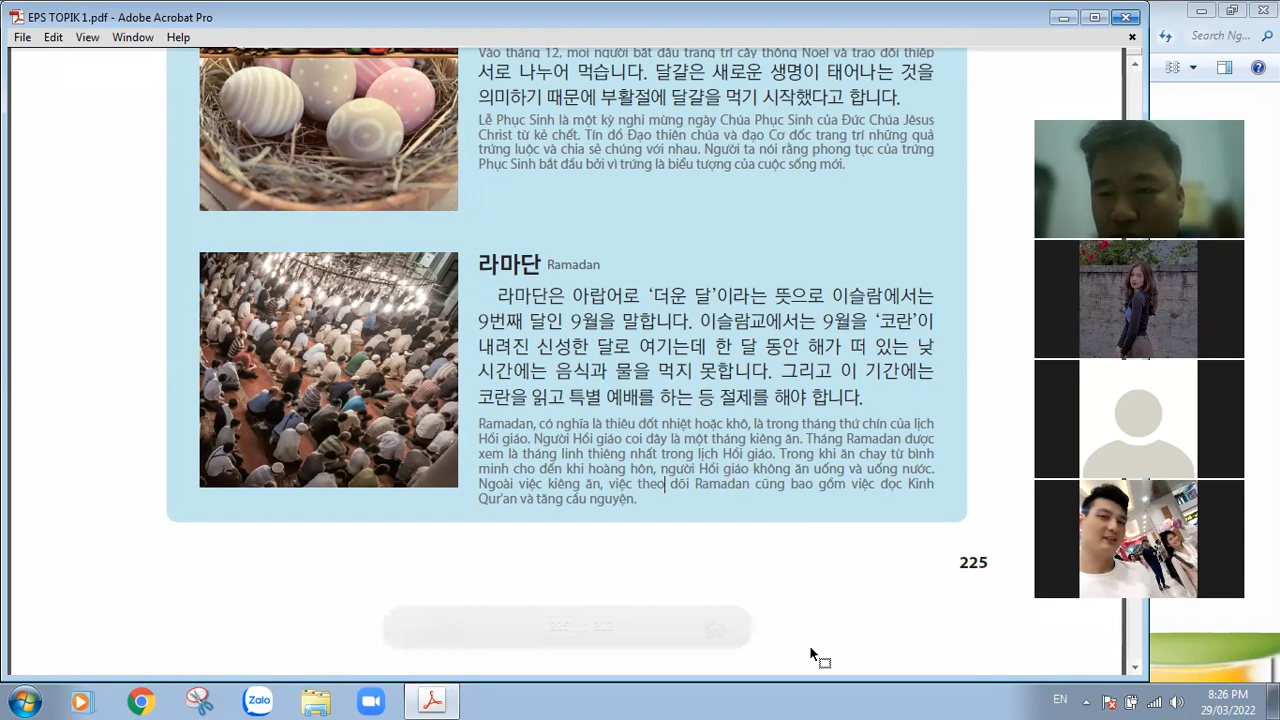 EPS TOPIK 1.pdf - Adobe Acrobat Pro
File Edit View Window Help
Search Ng...
Vào tháng 12, mọi người bắt đầu trang trí cây thông Noel và trao đổi thiệp
서로 나누어 먹습니다. 달걀은 새로운 생명이 태어나는 것을
의미하기 때문에 부활절에 달걀을 먹기 시작했다고 합니다.
Lễ Phục Sinh là một kỳ nghỉ mừng ngày Chúa Phục Sinh của Đức Chúa Jêsus
Christ từ kẻ chết. Tín đồ Đạo thiên chúa và đạo Cơ đốc trang trí những quả
trứng luộc và chia sẻ chúng với nhau. Người ta nói rằng phong tục của trứng
Phục Sinh bắt đầu bởi vì trứng là biểu tượng của cuộc sống mới.
라마단 Ramadan
라마단은 아랍어로 ‘더운 달’이라는 뜻으로 이슬람에서는
9번째 달인 9월을 말합니다. 이슬람교에서는 9월을 ‘코란’이
내려진 신성한 달로 여기는데 한 달 동안 해가 떠 있는 낮
시간에는 음식과 물을 먹지 못합니다. 그리고 이 기간에는
코란을 읽고 특별 예배를 하는 등 절제를 해야 합니다.
Ramadan, có nghĩa là thiêu đốt nhiệt hoặc khô, là trong tháng thứ chín của lịch
Hồi giáo. Người Hồi giáo coi đây là một tháng kiêng ăn. Tháng Ramadan được
xem là tháng linh thiêng nhất trong lịch Hồi giáo. Trong khi ăn chay từ bình
minh cho đến khi hoàng hôn, người Hồi giáo không ăn uống và uống nước.
Ngoài việc kiêng ăn, việc theo dõi Ramadan cũng bao gồm việc đọc Kinh
Qur'an và tăng cầu nguyện.
225
Zalo
EN
8:26 PM
29/03/2022